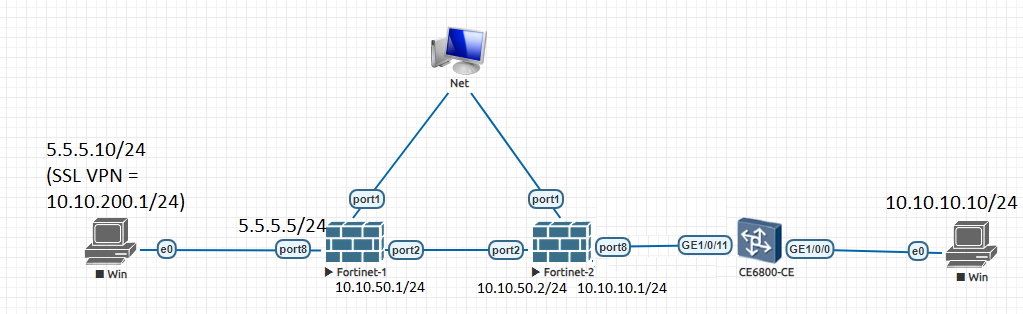 Net
5.5.5.10/24
(SSL VPN =
10.10.200.1/24)
port1
port1
10.10.10.10/24
5.5.5.5/24
e0
port8
port2
port2
port8
GE1/0/11
GE1/0/0
e0
Win
Fortinet-1
Fortinet-2
CE6800-CE
Win
10.10.50.1/24
10.10.50.2/24
10.10.10.1/24